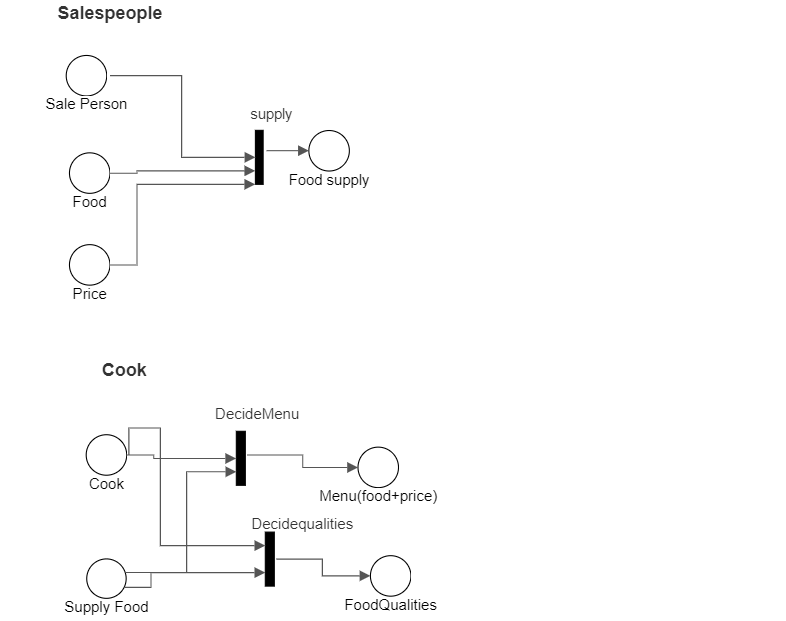 Salespeople
Sale Person
supply
Food supply
Food
Price
Cook
DecideMenu
Cook
Menu(food+price)
Decidequalities
Supply Food
FoodQualities